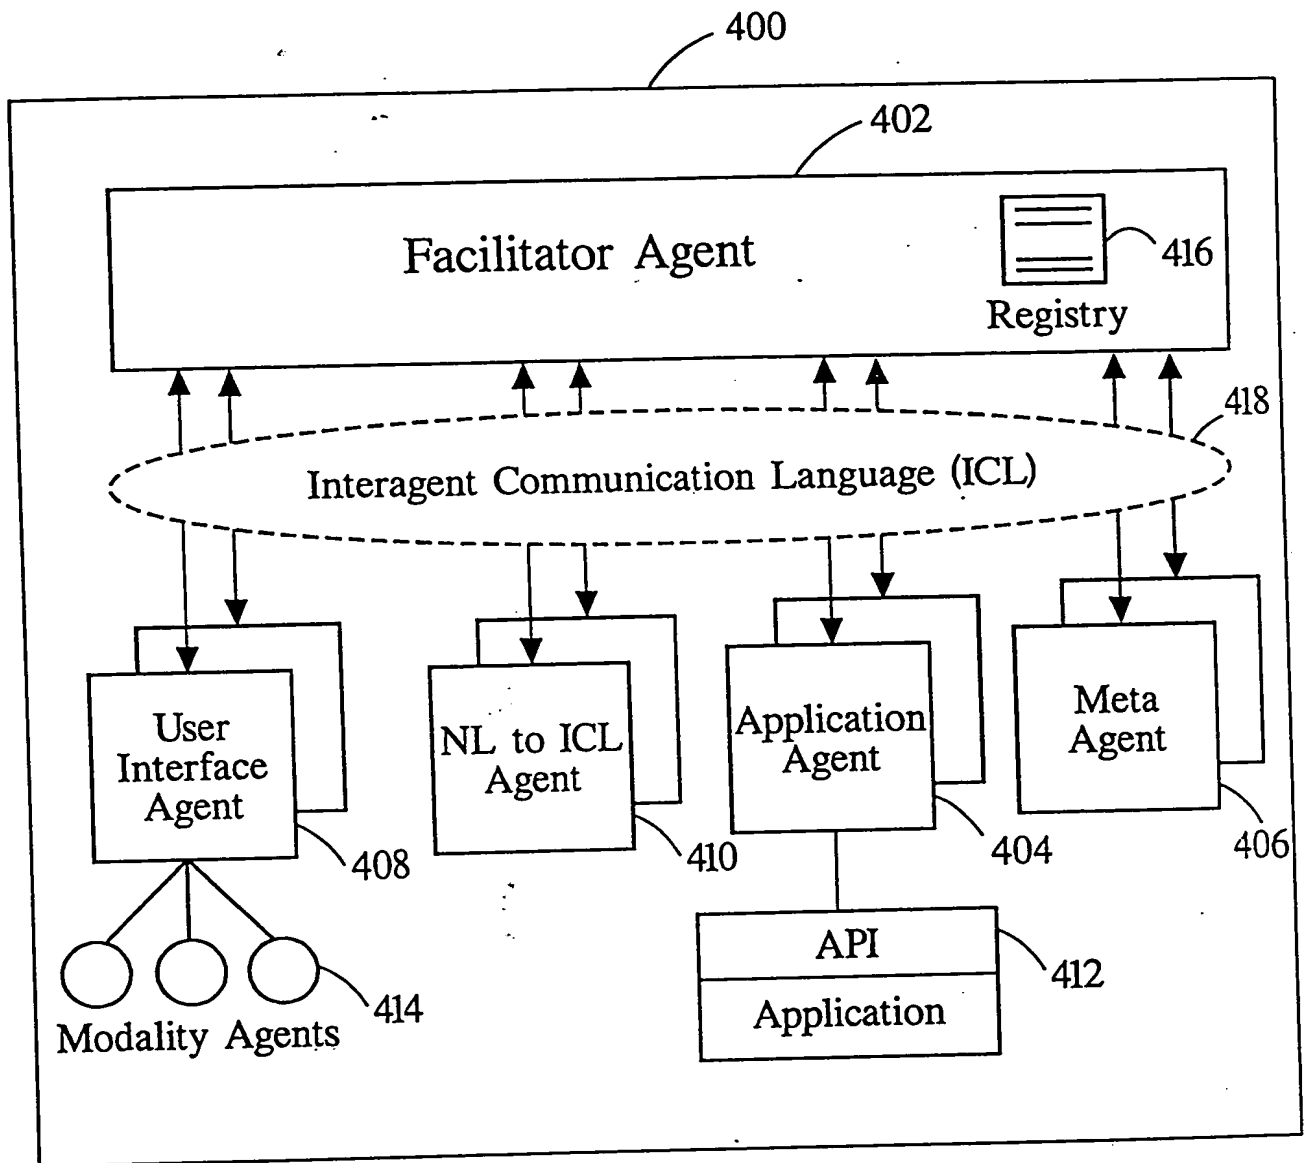 400
402
Facilitator Agent
416
Registry
418
Interagent Communication Language (ICL)
User
Interface
Agent
408
NL to ICL
Agent
410
Application
Agent
404
Meta
Agent
406
414
Modality Agents
API
Application
412